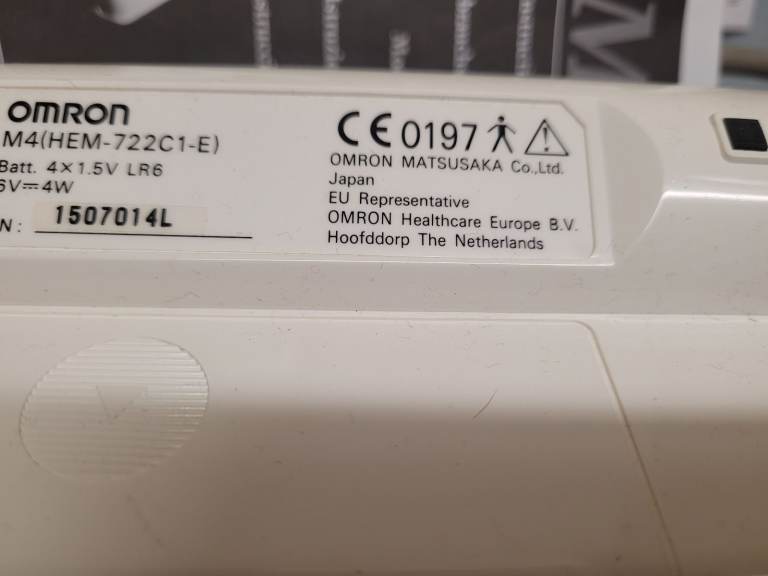 OMRON
M4(HEM-722C1-E)
Batt. 4×1.5V LR6
6V⎓4W
N: 1507014L
CE 0197
OMRON MATSUSAKA Co.,Ltd.
Japan
EU Representative
OMRON Healthcare Europe B.V.
Hoofddorp The Netherlands